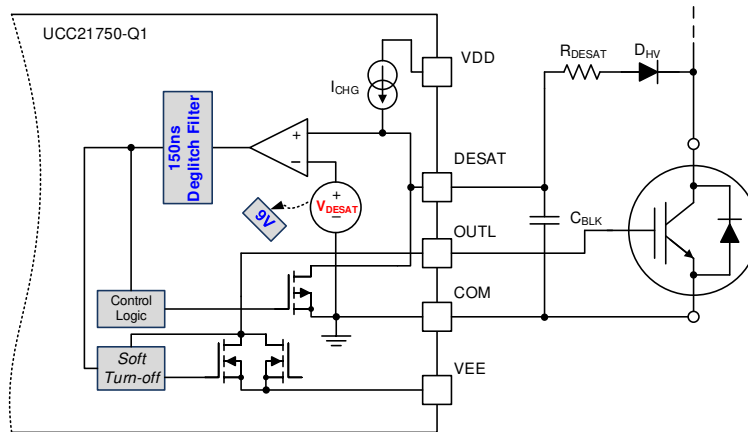 UCC21750-Q1
VDD
R_DESAT
D_HV
I_CHG
150ns
Deglitch Filter
+
−
DESAT
+
V_DESAT
−
9V
C_BLK
OUTL
Control
Logic
COM
Soft
Turn-off
VEE